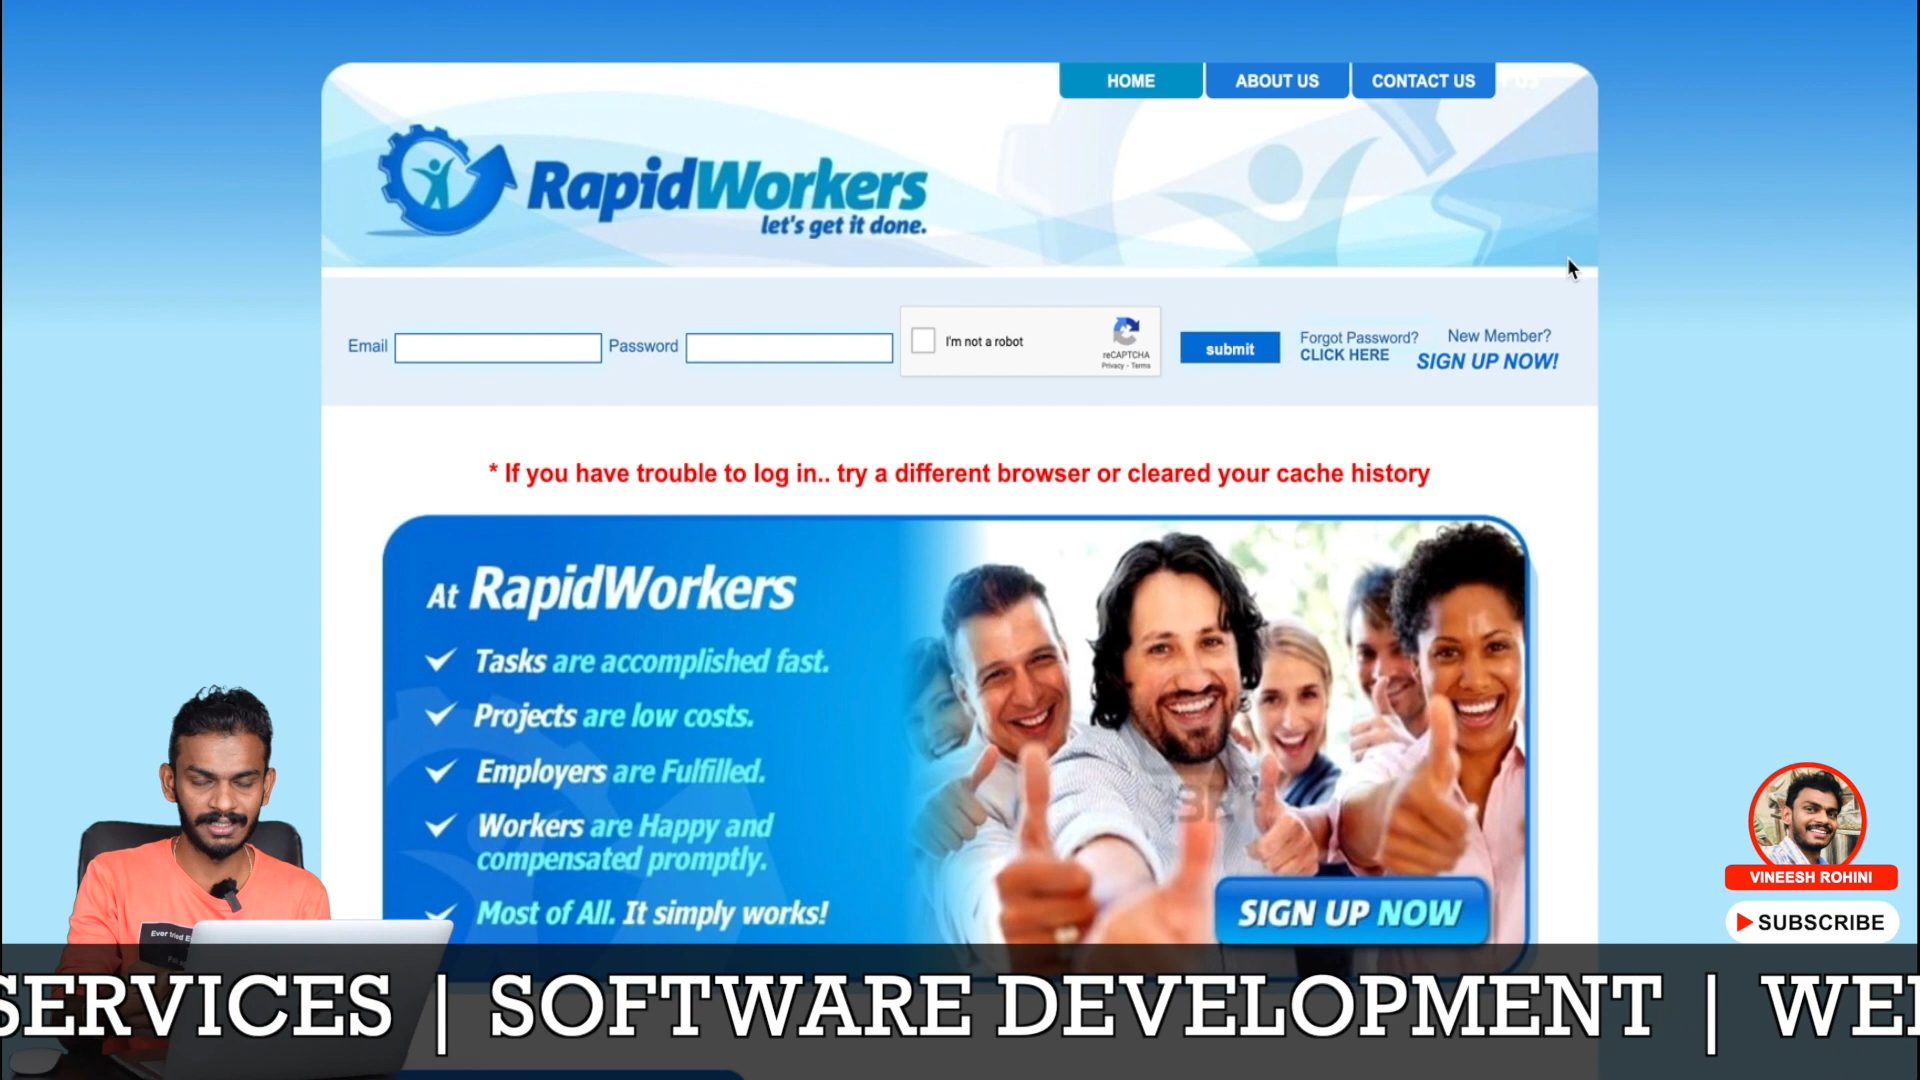 HOME
ABOUT US
CONTACT US
RapidWorkers
let's get it done.
Email
Password
I'm not a robot
reCAPTCHA
Privacy - Terms
submit
Forgot Password?
CLICK HERE
New Member?
SIGN UP NOW!
* If you have trouble to log in.. try a different browser or cleared your cache history
At RapidWorkers
Tasks are accomplished fast.
Projects are low costs.
Employers are Fulfilled.
Workers are Happy and
compensated promptly.
Most of All. It simply works!
SIGN UP NOW
Ever tried
VINEESH ROHINI
SUBSCRIBE
SERVICES | SOFTWARE DEVELOPMENT |